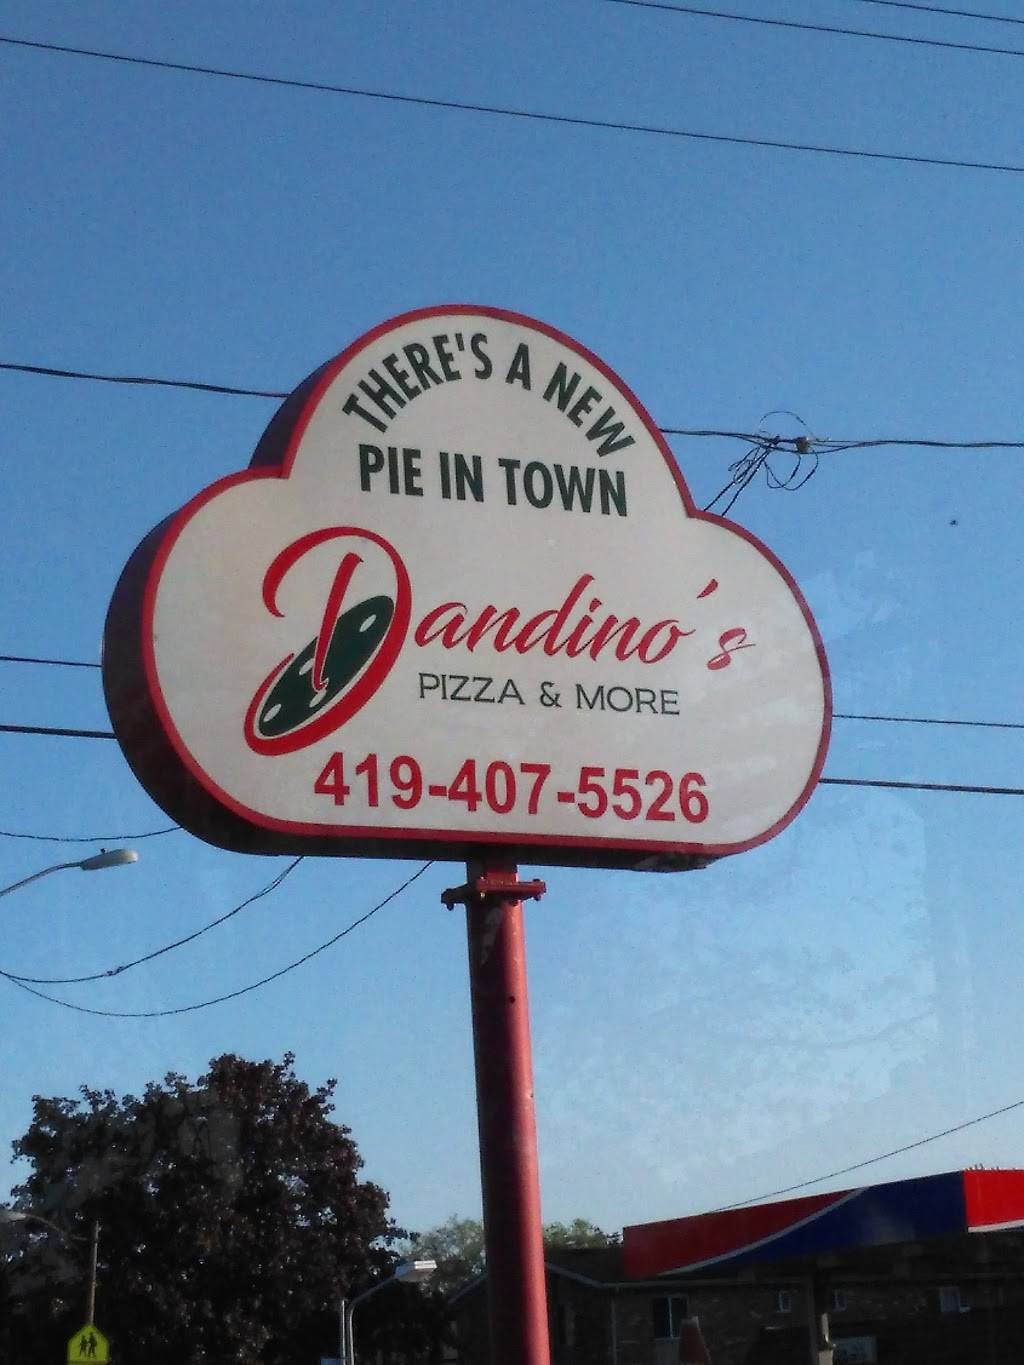 THERE'S A NEW
PIE IN TOWN
Dandino's
PIZZA & MORE
419-407-5526